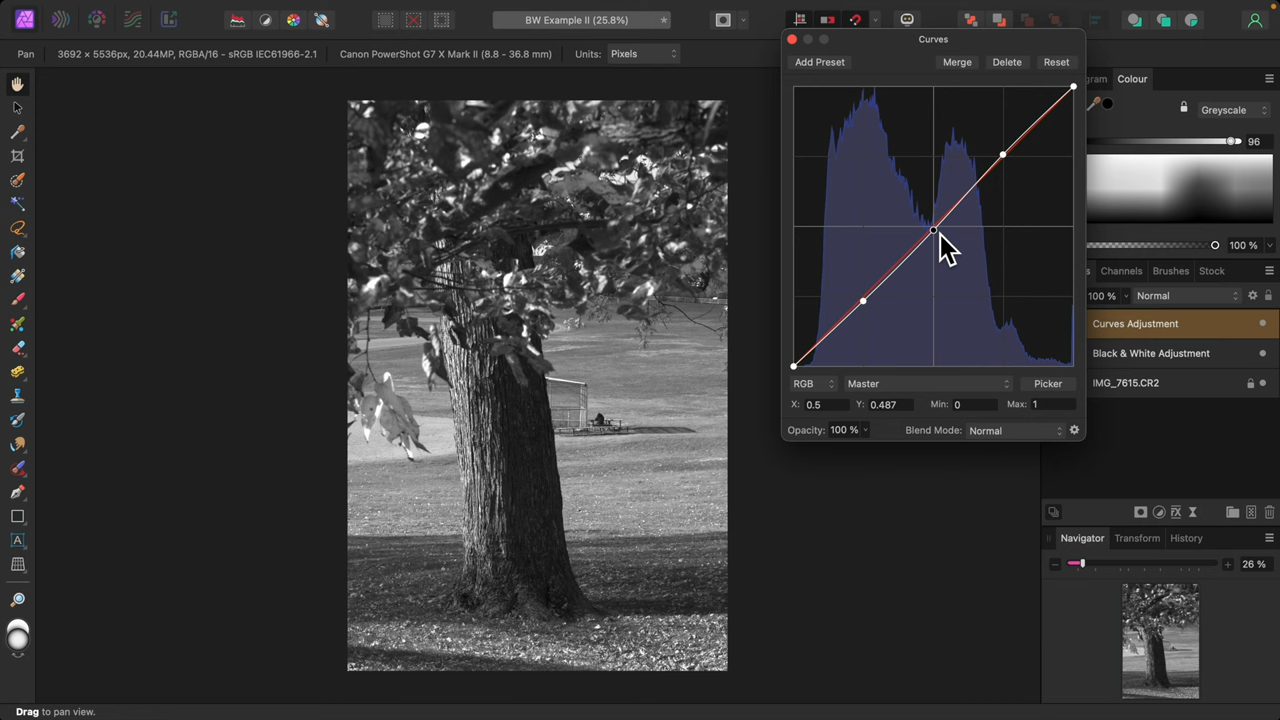 BW Example II (25.8%)
Pan
3692 x 5536px, 20.44MP, RGBA/16 - sRGB IEC61966-2.1
Canon PowerShot G7 X Mark II (8.8 - 36.8 mm)
Units:
Pixels
Curves
Add Preset
Merge
Delete
Reset
RGB
Master
Picker
X: 0.5
Y: 0.487
Min: 0
Max: 1
Opacity: 100 %
Blend Mode: Normal
gram
Colour
Greyscale
96
100 %
s
Channels
Brushes
Stock
100 %
Normal
Curves Adjustment
Black & White Adjustment
IMG_7615.CR2
fx
Navigator
Transform
History
26 %
A
Drag to pan view.